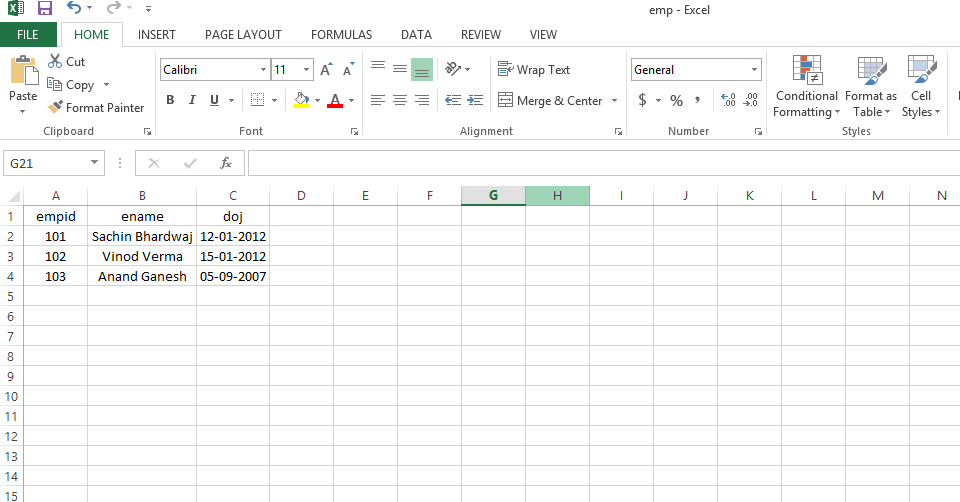 emp - Excel
FILE HOME INSERT PAGE LAYOUT FORMULAS DATA REVIEW VIEW
Cut
Copy
Format Painter
Paste
Clipboard
Calibri 11
A A
B I U A
Font
Wrap Text
Merge & Center
Alignment
General
$ % , .00 .00
Number
Conditional Formatting
Format as Table
Cell Styles
Styles
G21 fx
A B C D E F G H I J K L M N
1 empid ename doj
2 101 Sachin Bhardwaj 12-01-2012
3 102 Vinod Verma 15-01-2012
4 103 Anand Ganesh 05-09-2007
5
6
7
8
9
10
11
12
13
14
15